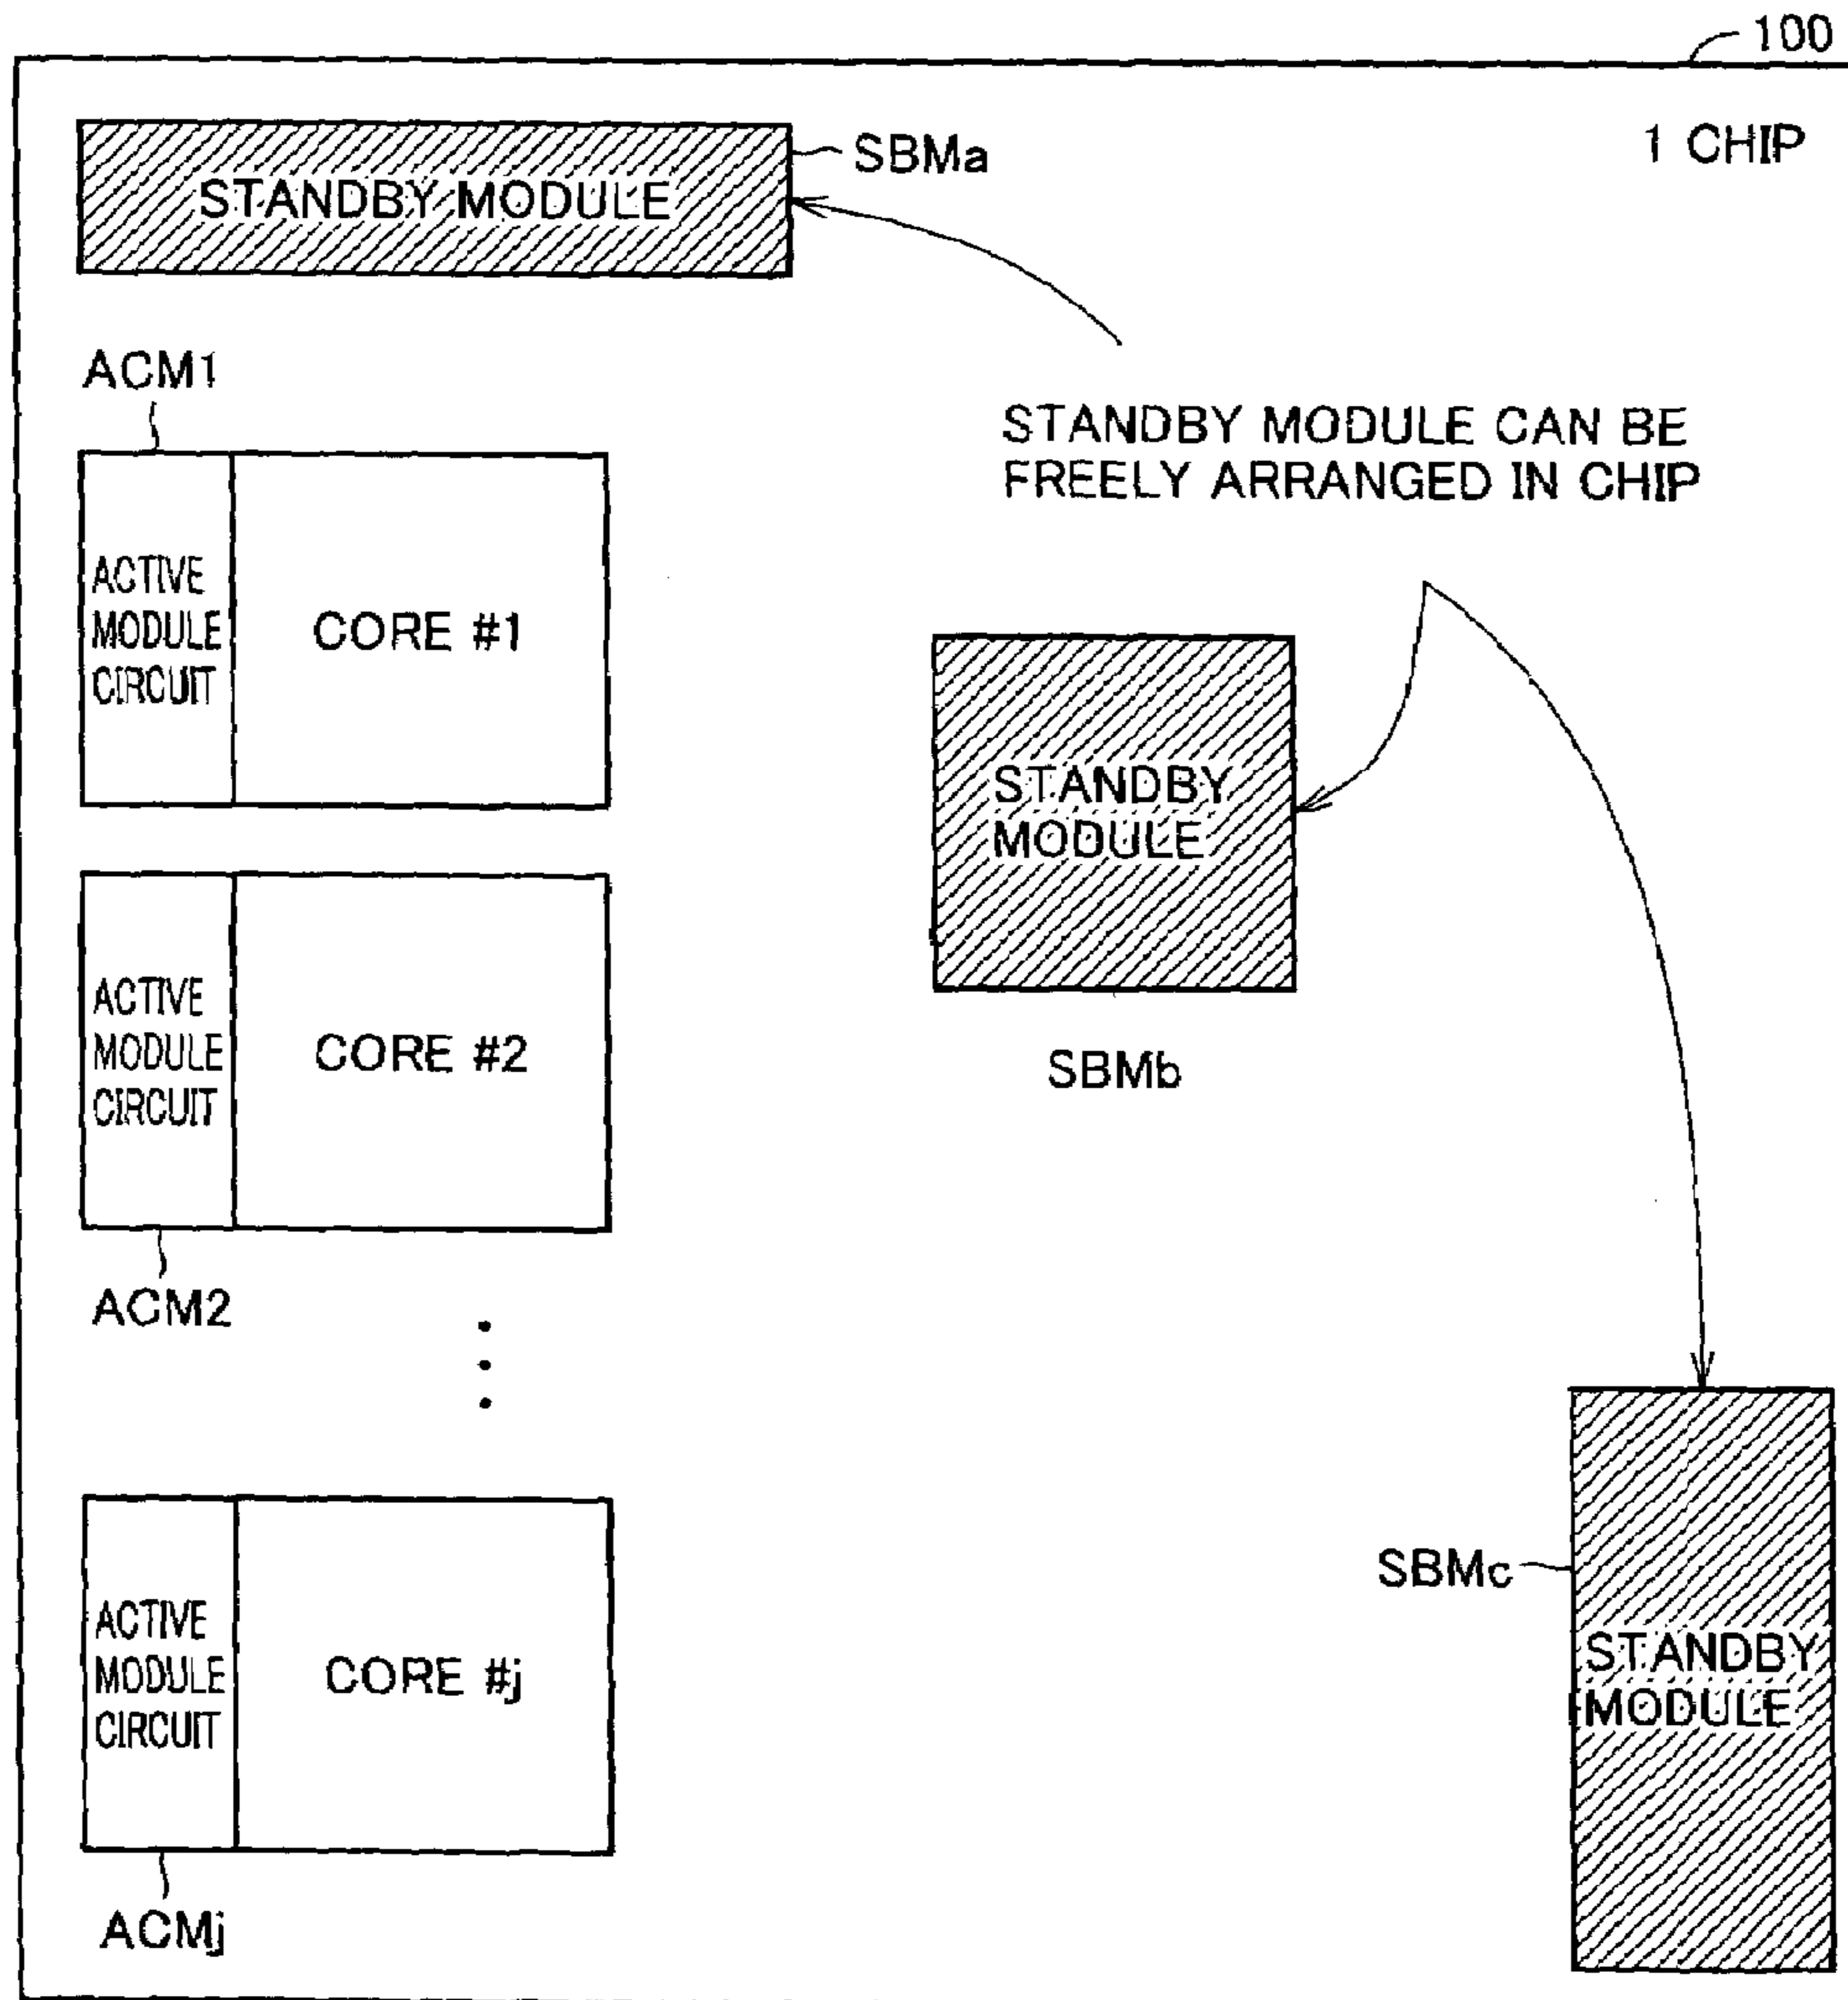 100
1 CHIP
SBMa
STANDBY MODULE
ACM1
STANDBY MODULE CAN BE
FREELY ARRANGED IN CHIP
ACTIVE
MODULE
CIRCUIT
CORE #1
STANDBY
MODULE
SBMb
ACTIVE
MODULE
CIRCUIT
CORE #2
ACM2
SBMc
STANDBY
MODULE
ACTIVE
MODULE
CIRCUIT
CORE #j
ACMj